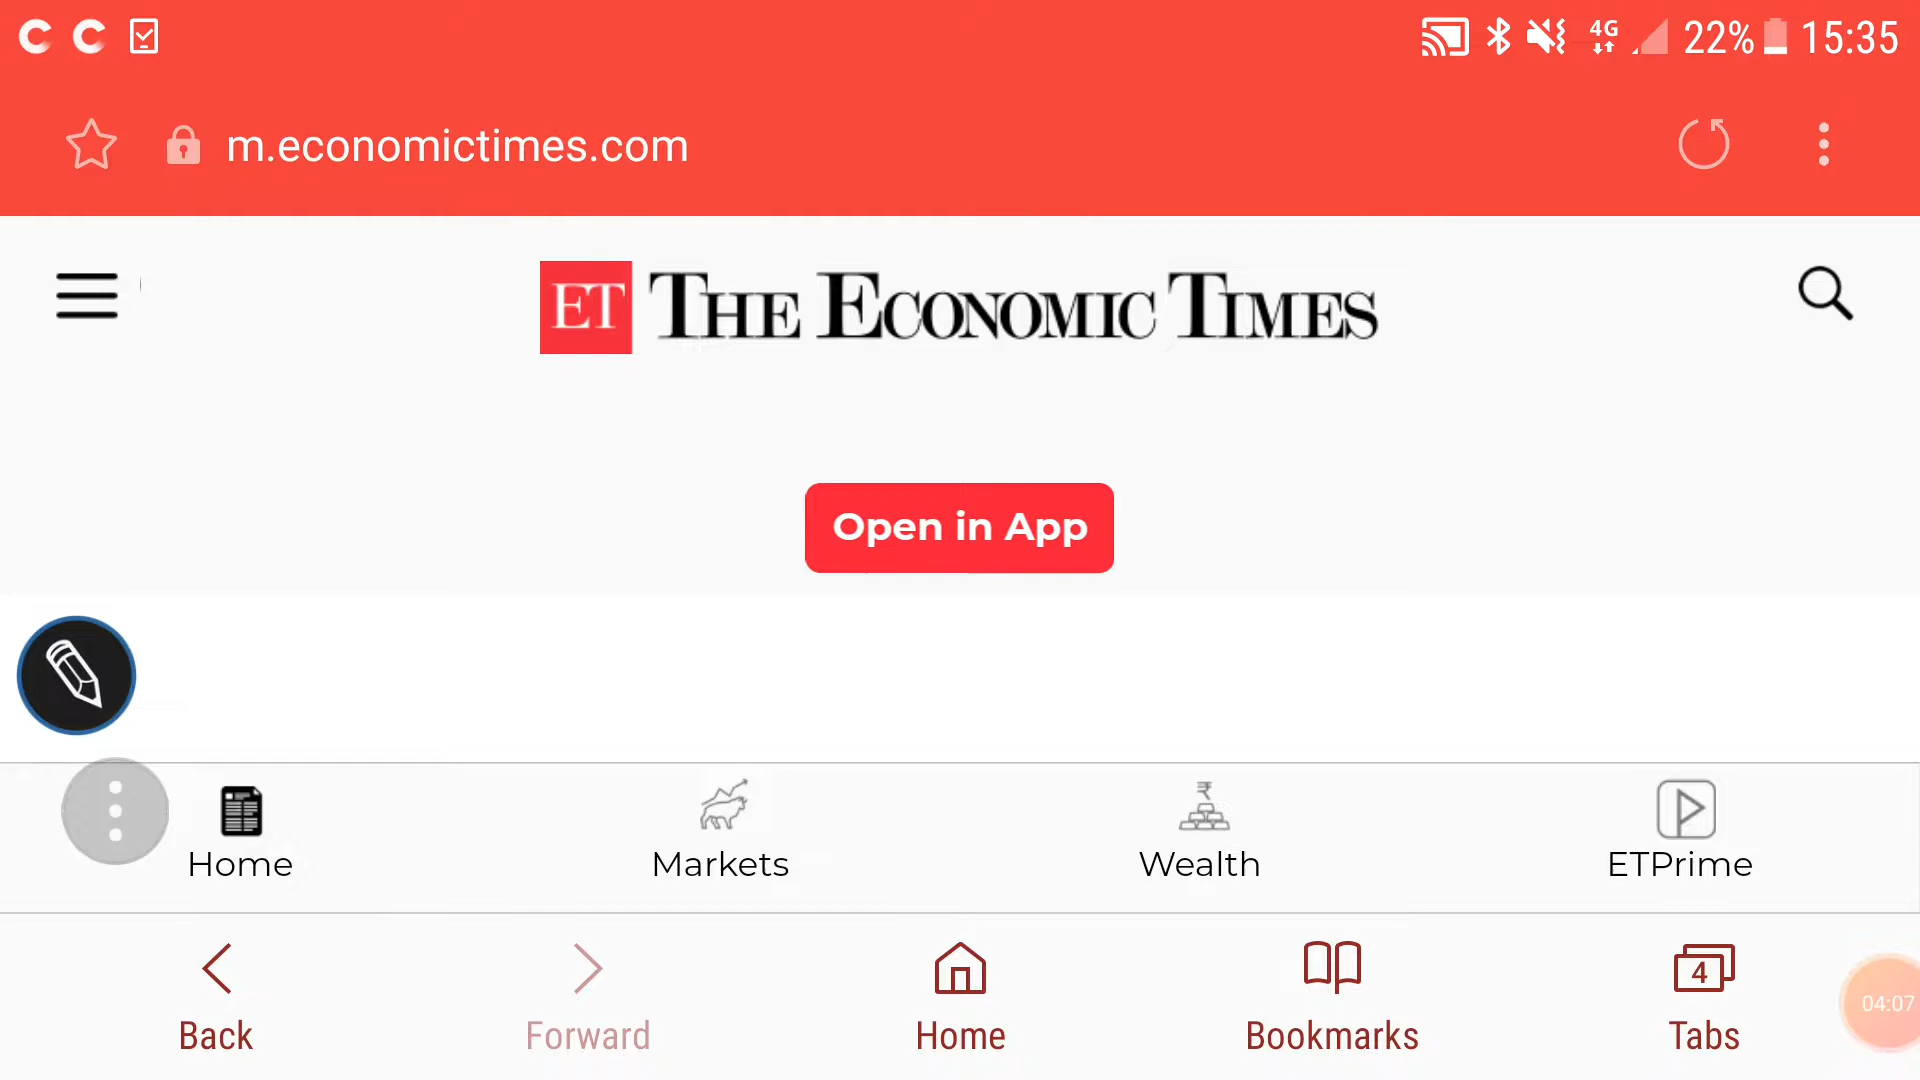 4G 22% 15:35
m.economictimes.com
ET THE ECONOMIC TIMES
Open in App
Home Markets Wealth ETPrime
4 04:07
Back Forward Home Bookmarks Tabs